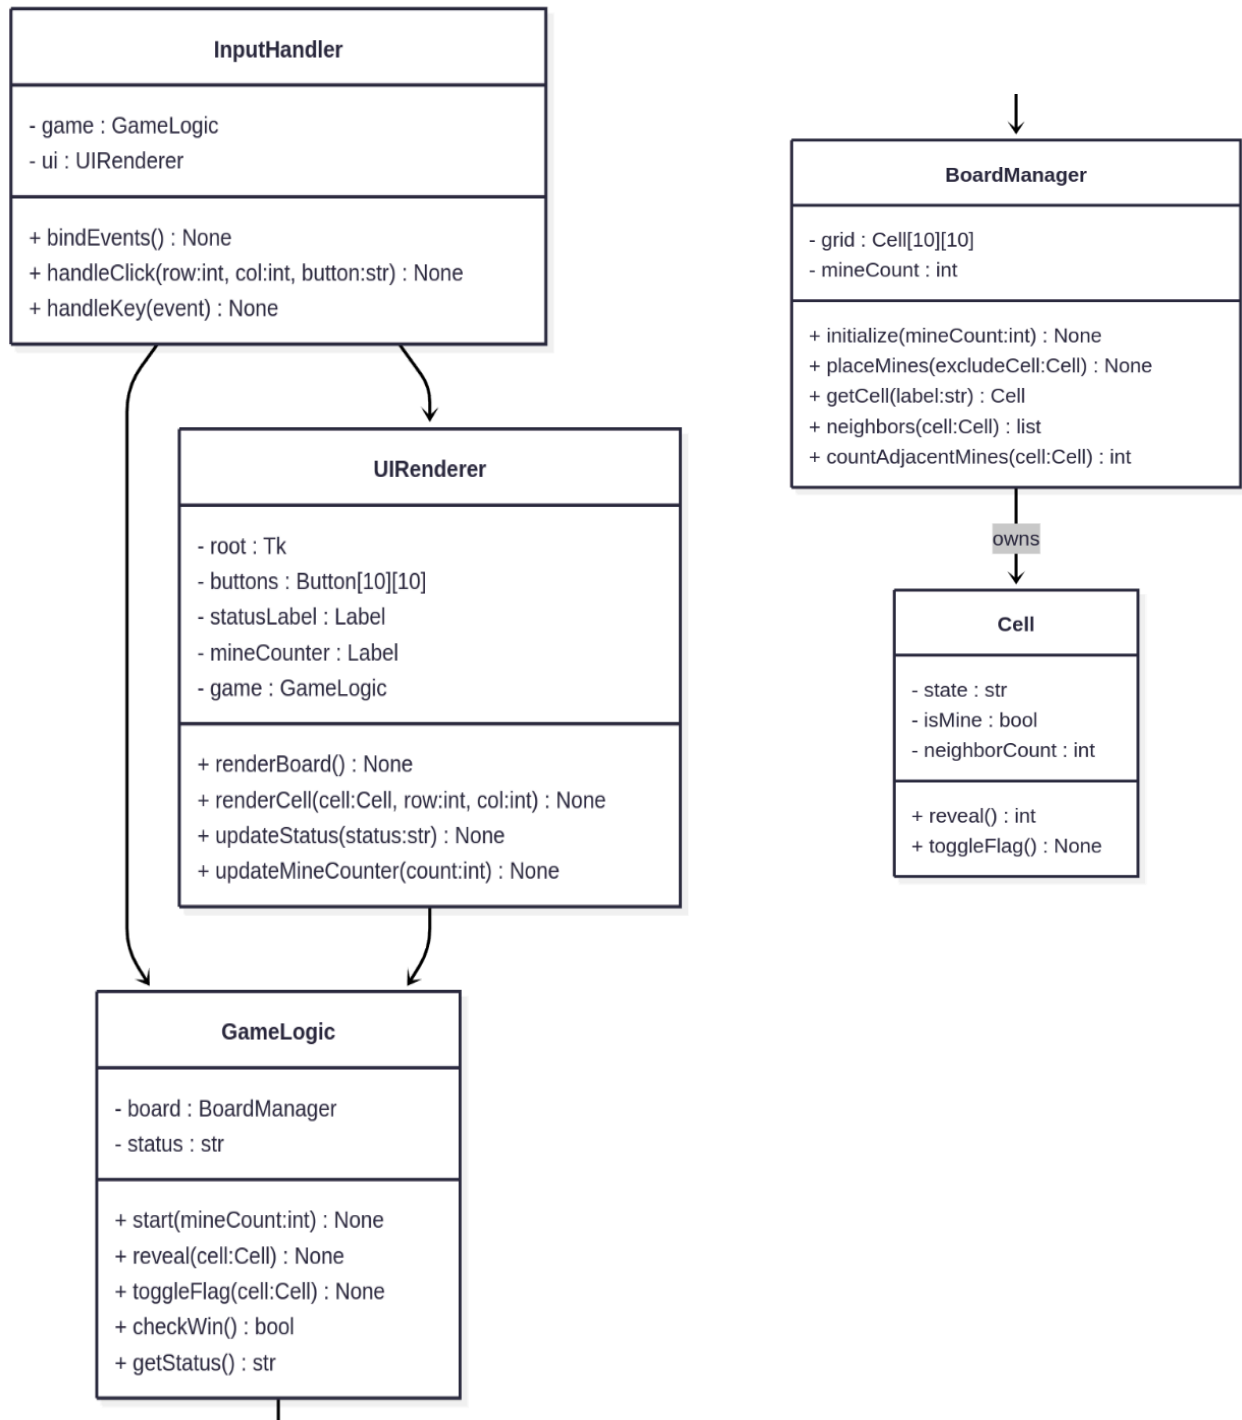 InputHandler
- game : GameLogic
- ui : UIRenderer
+ bindEvents() : None
+ handleClick(row:int, col:int, button:str) : None
+ handleKey(event) : None
UIRenderer
- root : Tk
- buttons : Button[10][10]
- statusLabel : Label
- mineCounter : Label
- game : GameLogic
+ renderBoard() : None
+ renderCell(cell:Cell, row:int, col:int) : None
+ updateStatus(status:str) : None
+ updateMineCounter(count:int) : None
GameLogic
- board : BoardManager
- status : str
+ start(mineCount:int) : None
+ reveal(cell:Cell) : None
+ toggleFlag(cell:Cell) : None
+ checkWin() : bool
+ getStatus() : str
BoardManager
- grid : Cell[10][10]
- mineCount : int
+ initialize(mineCount:int) : None
+ placeMines(excludeCell:Cell) : None
+ getCell(label:str) : Cell
+ neighbors(cell:Cell) : list
+ countAdjacentMines(cell:Cell) : int
owns
Cell
- state : str
- isMine : bool
- neighborCount : int
+ reveal() : int
+ toggleFlag() : None